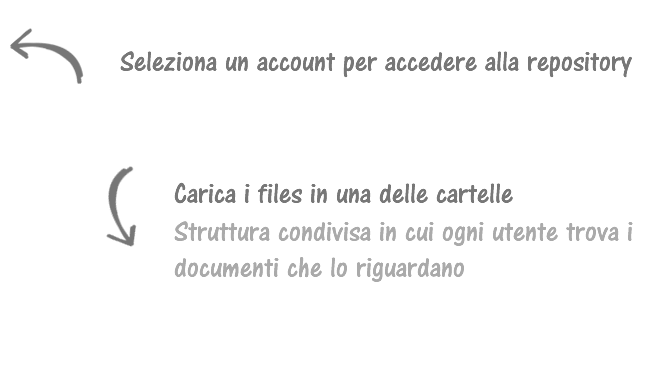 Seleziona un account per accedere alla repository
Carica i files in una delle cartelle
Struttura condivisa in cui ogni utente trova i
documenti che lo riguardano